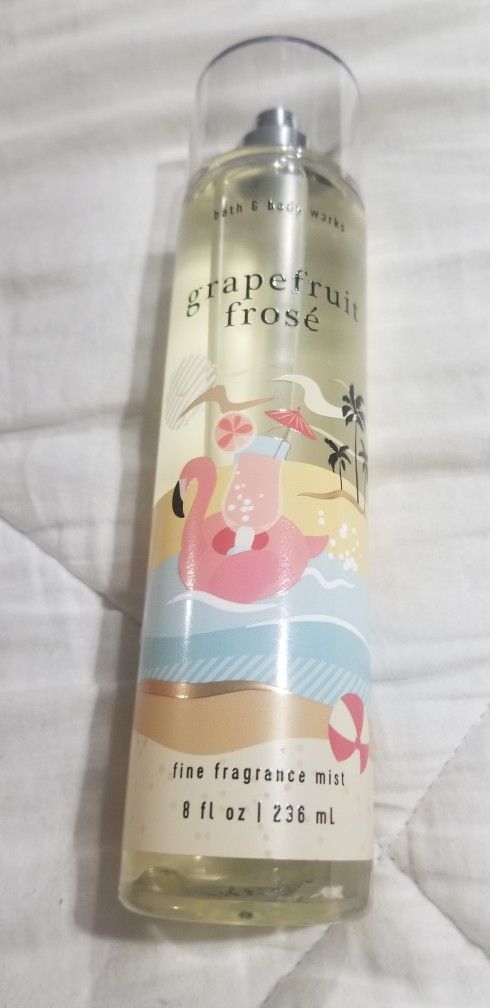 bath & body works
grapefruit
frosé
fine fragrance mist
8 fl oz | 236 mL